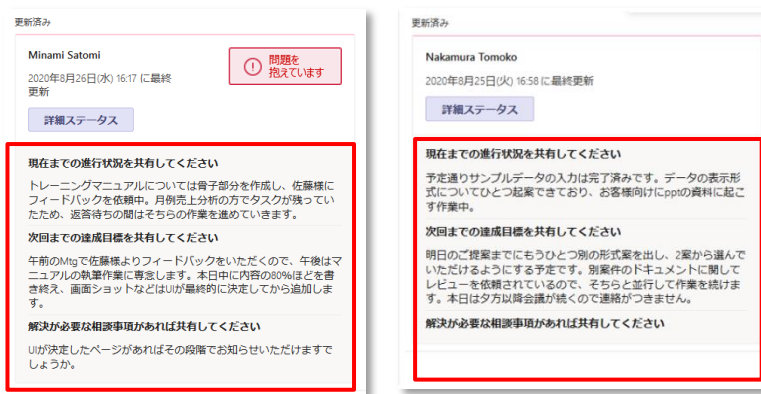 更新済み
Minami Satomi
2020年8月26日(水) 16:17 に最終
更新
問題を
抱えています
詳細ステータス
現在までの進行状況を共有してください
トレーニングマニュアルについては骨子部分を作成し、佐藤様に
フィードバックを依頼中。月例売上分析の方でタスクが残ってい
たため、返答待ちの間はそちらの作業を進めていきます。
次回までの達成目標を共有してください
午前のMtgで佐藤様よりフィードバックをいただくので、午後はマ
ニュアルの執筆作業に専念します。本日中に内容の80%ほどを書
き終え、画面ショットなどはUIが最終的に決定してから追加しま
す。
解決が必要な相談事項があれば共有してください
UIが決定したページがあればその段階でお知らせいただけますで
しょうか。
更新済み
Nakamura Tomoko
2020年8月25日(火) 16:58 に最終更新
詳細ステータス
現在までの進行状況を共有してください
予定通りサンプルデータの入力は完了済みです。データの表示形
式についてひとつ起案できており、お客様向けにpptの資料に起こ
す作業中。
次回までの達成目標を共有してください
明日のご提案までにもうひとつ別の形式案を出し、2案から選んで
いただけるようにする予定です。別案件のドキュメントに関して
レビューを依頼されているので、そちらと並行して作業を続けま
す。本日は夕方以降会議が続くので連絡がつきません。
解決が必要な相談事項があれば共有してください